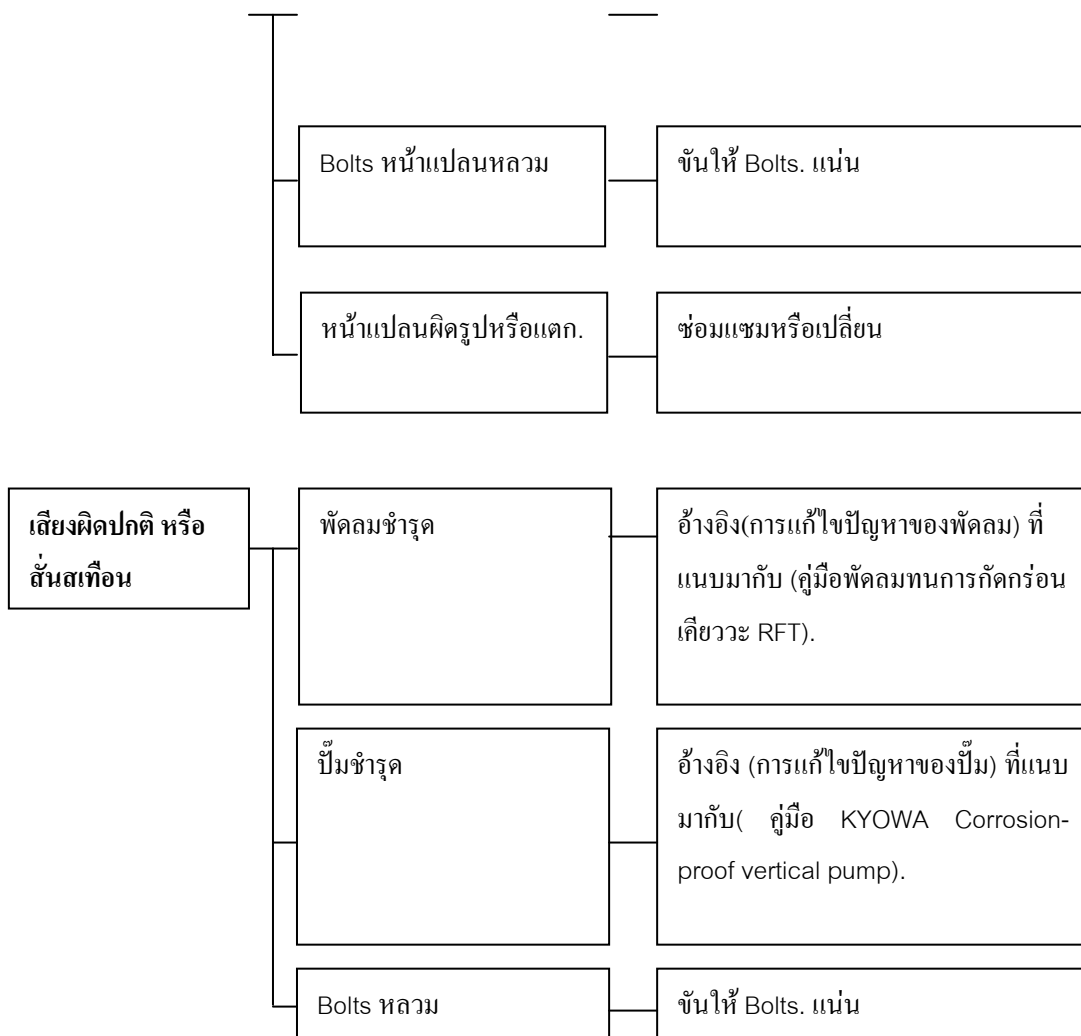 Bolts หน้าแปลนหลวม
ขันให้ Bolts. แน่น
หน้าแปลนผิดรูปหรือแตก.
ซ่อมแซมหรือเปลี่ยน
เสียงผิดปกติ หรือ
สั่นสเทือน
พัดลมชำรุด
อ้างอิง(การแก้ไขปัญหาของพัดลม) ที่
แนบมากับ (คู่มือพัดลมทนการกัดกร่อน
เคียววะ RFT).
ปั๊มชำรุด
อ้างอิง (การแก้ไขปัญหาของปั๊ม) ที่แนบ
มากับ( คู่มือ KYOWA Corrosion-
proof vertical pump).
Bolts หลวม
ขันให้ Bolts. แน่น